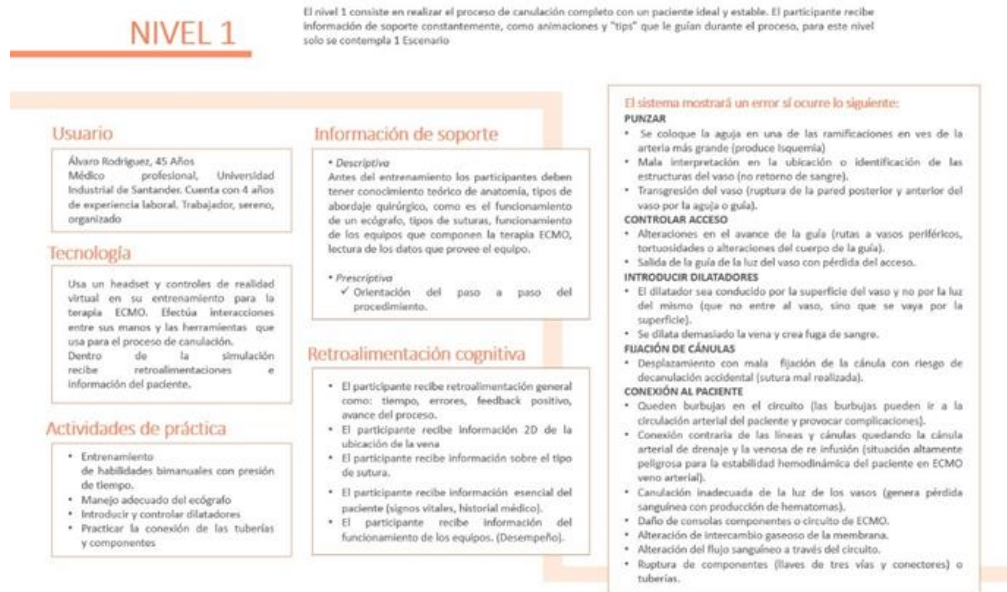 NIVEL 1
El nivel 1 consiste en realizar el proceso de canulación completo con un paciente ideal y estable. El participante recibe
información de soporte constantemente, como animaciones y "tips" que le guían durante el proceso, para este nivel
solo se contempla 1 Escenario
Usuario
Álvaro Rodriguez, 45 Años
Médico profesional, Universidad
Industrial de Santander. Cuenta con 4 años
de experiencia laboral. Trabajador, sereno,
organizado
Tecnología
Usa un headset y controles de realidad
virtual en su entrenamiento para la
terapia ECMO. Efectúa interacciones
entre sus manos y las herramientas que
usa para el proceso de canulación.
Dentro de la simulación
recibe retroalimentaciones e
información del paciente.
Actividades de práctica
• Entrenamiento
de habilidades bimanuales con presión
de tiempo.
• Manejo adecuado del ecógrafo
• Introducir y controlar dilatadores
• Practicar la conexión de las tuberías
y componentes
Información de soporte
• Descriptiva
Antes del entrenamiento los participantes deben
tener conocimiento teórico de anatomía, tipos de
abordaje quirúrgico, como es el funcionamiento
de un ecógrafo, tipos de suturas, funcionamiento
de los equipos que componen la terapia ECMO,
lectura de los datos que provee el equipo.
• Prescriptiva
✓ Orientación del paso a paso del
procedimiento.
Retroalimentación cognitiva
• El participante recibe retroalimentación general
como: tiempo, errores, feedback positivo,
avance del proceso.
• El participante recibe información 2D de la
ubicación de la vena
• El participante recibe información sobre el tipo
de sutura.
• El participante recibe información esencial del
paciente (signos vitales, historial médico).
• El participante recibe información del
funcionamiento de los equipos. (Desempeño).
El sistema mostrará un error sí ocurre lo siguiente:
PUNZAR
• Se coloque la aguja en una de las ramificaciones en ves de la
arteria más grande (produce Isquemia)
• Mala interpretación en la ubicación o identificación de las
estructuras del vaso (no retorno de sangre).
• Transgresión del vaso (ruptura de la pared posterior y anterior del
vaso por la aguja o guía).
CONTROLAR ACCESO
• Alteraciones en el avance de la guía (rutas a vasos periféricos,
tortuosidades o alteraciones del cuerpo de la guía).
• Salida de la guía de la luz del vaso con pérdida del acceso.
INTRODUCIR DILATADORES
• El dilatador sea conducido por la superficie del vaso y no por la luz
del mismo (que no entre al vaso, sino que se vaya por la
superficie).
• Se dilata demasiado la vena y crea fuga de sangre.
FIJACIÓN DE CÁNULAS
• Desplazamiento con mala fijación de la cánula con riesgo de
decanulación accidental (sutura mal realizada).
CONEXIÓN AL PACIENTE
• Queden burbujas en el circuito (las burbujas pueden ir a la
circulación arterial del paciente y provocar complicaciones).
• Conexión contraria de las líneas y cánulas quedando la cánula
arterial de drenaje y la venosa de re infusión (situación altamente
peligrosa para la estabilidad hemodinámica del paciente en ECMO
veno arterial).
• Canulación inadecuada de la luz de los vasos (genera pérdida
sanguínea con producción de hematomas).
• Daño de consolas componentes o circuito de ECMO.
• Alteración de intercambio gaseoso de la membrana.
• Alteración del flujo sanguíneo a través del circuito.
• Ruptura de componentes (llaves de tres vías y conectores) o
tuberías.